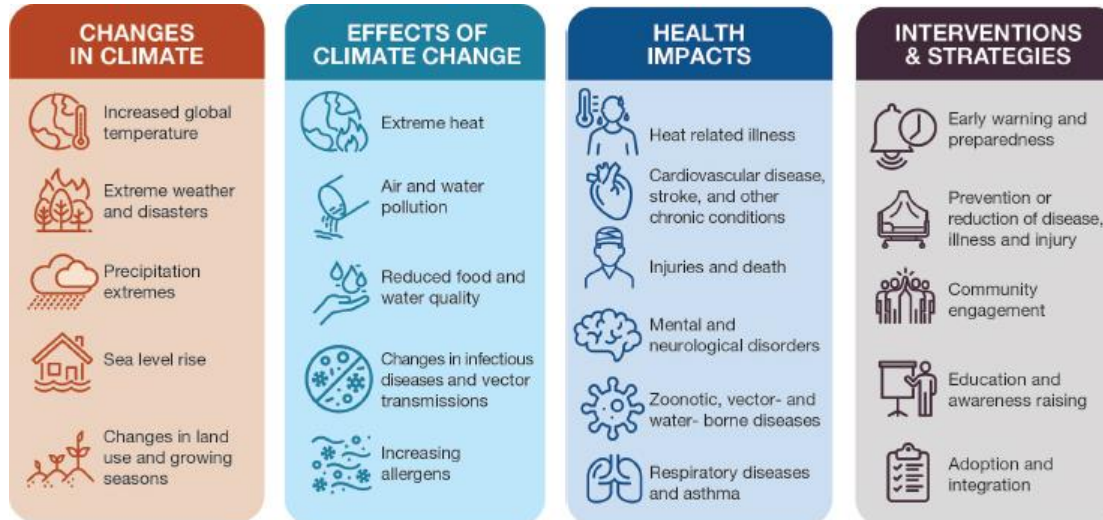 CHANGES
IN CLIMATE
Increased global
temperature
Extreme weather
and disasters
Precipitation
extremes
Sea level rise
Changes in land
use and growing
seasons
EFFECTS OF
CLIMATE CHANGE
Extreme heat
Air and water
pollution
Reduced food and
water quality
Changes in infectious
diseases and vector
transmissions
Increasing
allergens
HEALTH
IMPACTS
Heat related illness
Cardiovascular disease,
stroke, and other
chronic conditions
Injuries and death
Mental and
neurological disorders
Zoonotic, vector- and
water- borne diseases
Respiratory diseases
and asthma
INTERVENTIONS
& STRATEGIES
Early warning and
preparedness
Prevention or
reduction of disease,
illness and injury
Community
engagement
Education and
awareness raising
Adoption and
integration